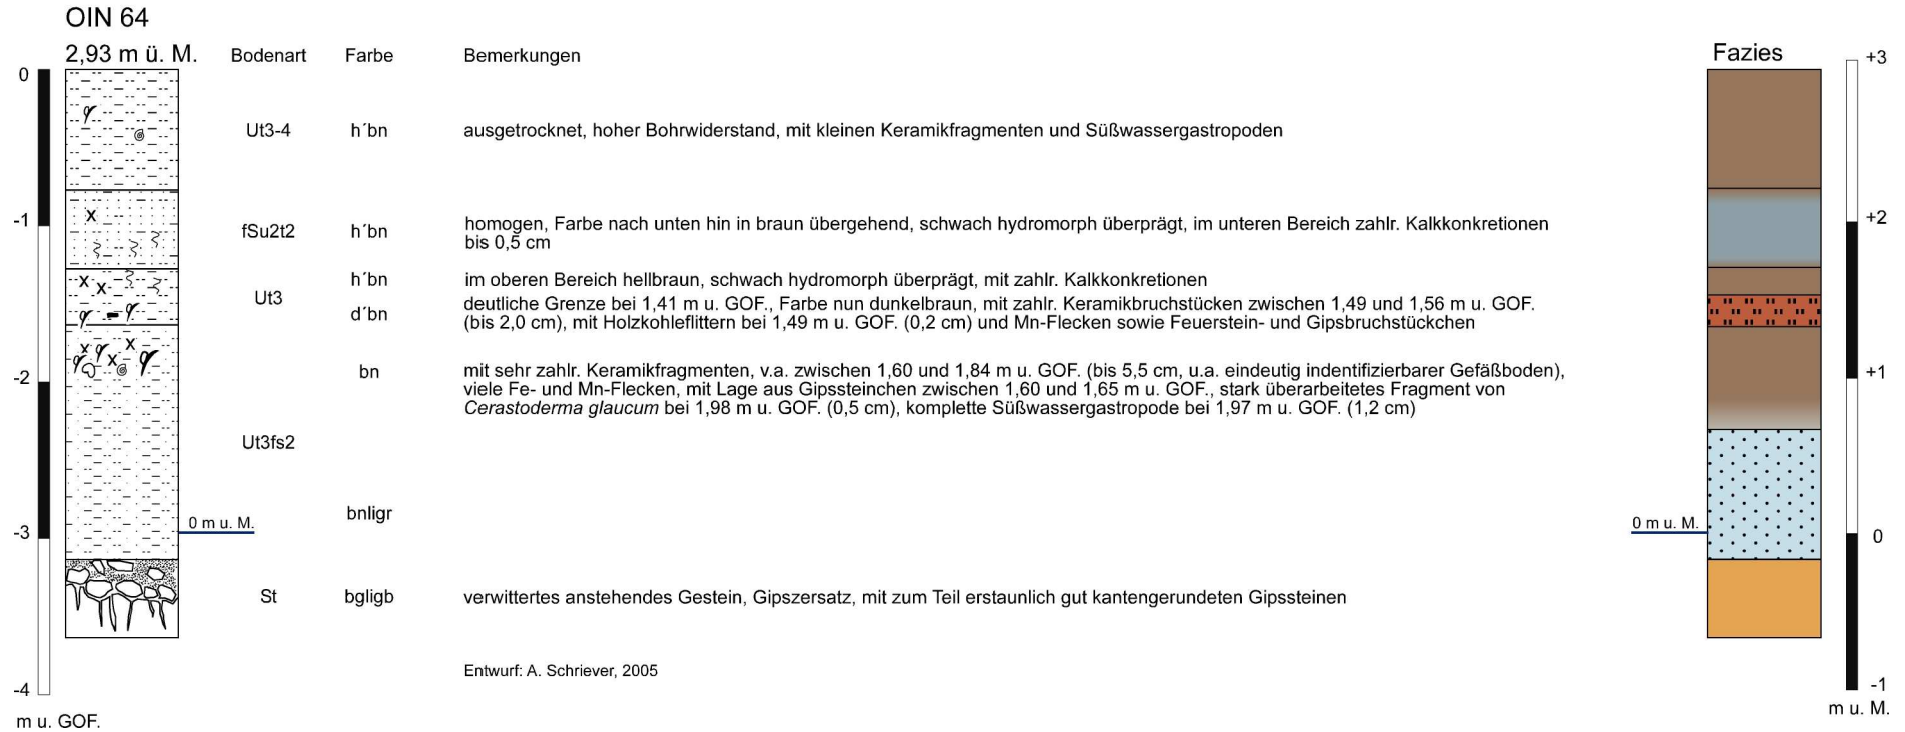 OIN 64
2,93 m ü. M.
Bodenart
Farbe
Bemerkungen
Fazies
0
+3
Ut3-4
h´bn
ausgetrocknet, hoher Bohrwiderstand, mit kleinen Keramikfragmenten und Süßwassergastropoden
-1
+2
fSu2t2
h´bn
homogen, Farbe nach unten hin in braun übergehend, schwach hydromorph überprägt, im unteren Bereich zahlr. Kalkkonkretionen
bis 0,5 cm
Ut3
h´bn
im oberen Bereich hellbraun, schwach hydromorph überprägt, mit zahlr. Kalkkonkretionen
d´bn
deutliche Grenze bei 1,41 m u. GOF., Farbe nun dunkelbraun, mit zahlr. Keramikbruchstücken zwischen 1,49 und 1,56 m u. GOF.
(bis 2,0 cm), mit Holzkohleflittern bei 1,49 m u. GOF. (0,2 cm) und Mn-Flecken sowie Feuerstein- und Gipsbruchstückchen
-2
+1
bn
mit sehr zahlr. Keramikfragmenten, v.a. zwischen 1,60 und 1,84 m u. GOF. (bis 5,5 cm, u.a. eindeutig indentifizierbarer Gefäßboden),
viele Fe- und Mn-Flecken, mit Lage aus Gipssteinchen zwischen 1,60 und 1,65 m u. GOF., stark überarbeitetes Fragment von
Cerastoderma glaucum bei 1,98 m u. GOF. (0,5 cm), komplette Süßwassergastropode bei 1,97 m u. GOF. (1,2 cm)
Ut3fs2
bnligr
0 m u. M.
0 m u. M.
-3
0
St
bgligb
verwittertes anstehendes Gestein, Gipszersatz, mit zum Teil erstaunlich gut kantengerundeten Gipssteinen
Entwurf: A. Schriever, 2005
-4
-1
m u. GOF.
m u. M.